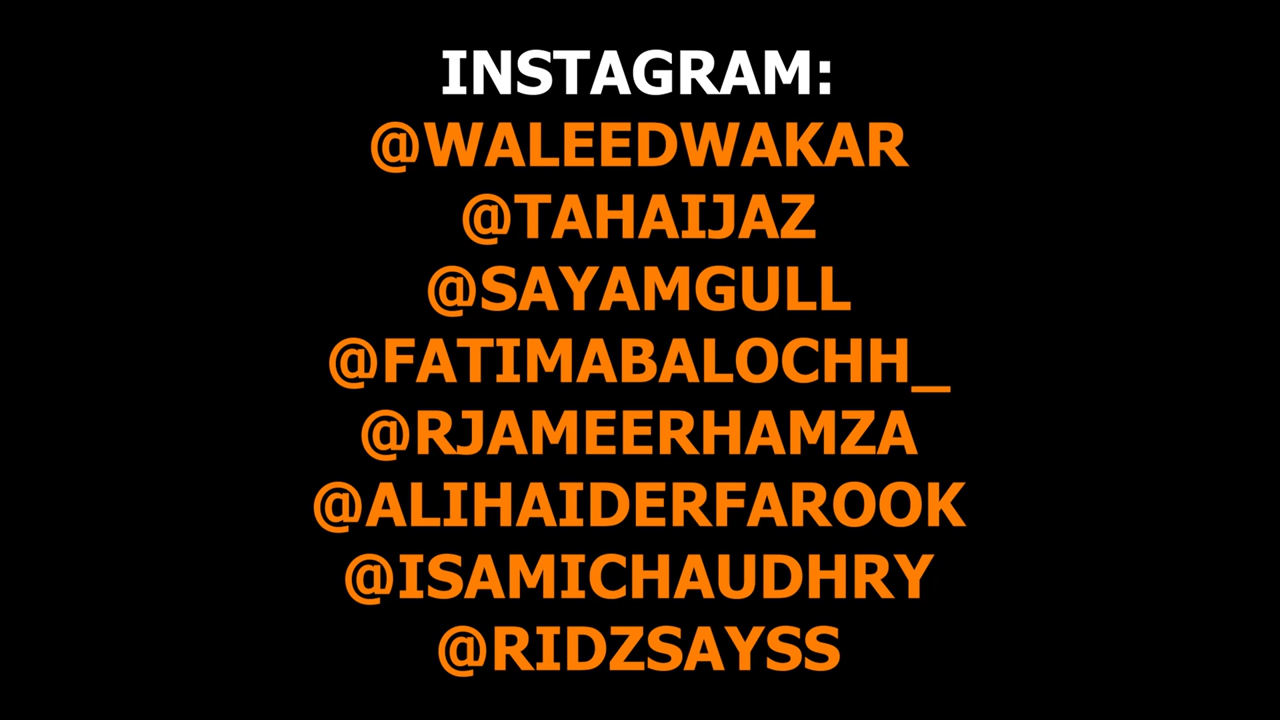 INSTAGRAM:
@WALEEDWAKAR
@TAHAIJAZ
@SAYAMGULL
@FATIMABALOCHH_
@RJAMEERHAMZA
@ALIHAIDERFAROOK
@ISAMICHAUDHRY
@RIDZSAYSS